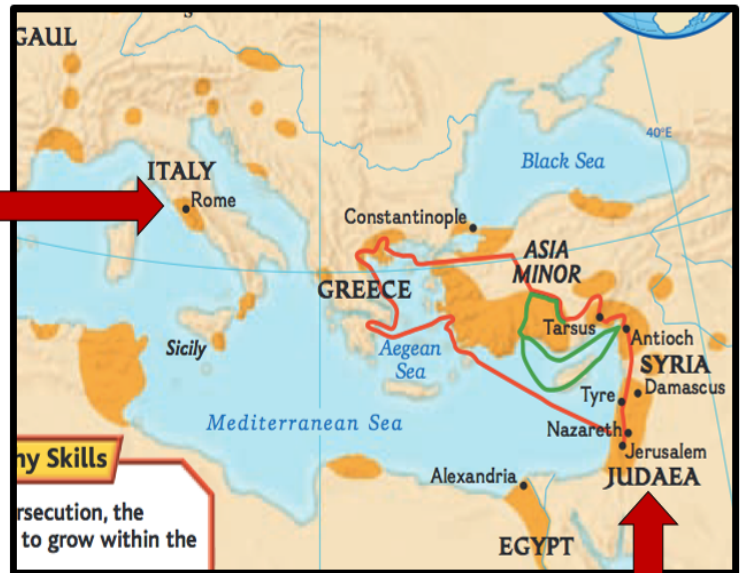 S
GAUL
40°E
Black Sea
ITALY
Rome
Constantinople
ASIA
MINOR
GREECE
Tarsus
Antioch
Sicily
Aegean
Sea
SYRIA
Damascus
Tyre
Mediterranean Sea
Nazareth
Jerusalem
JUDAEA
Alexandria
EGYPT
ny Skills
rsecution, the
to grow within the